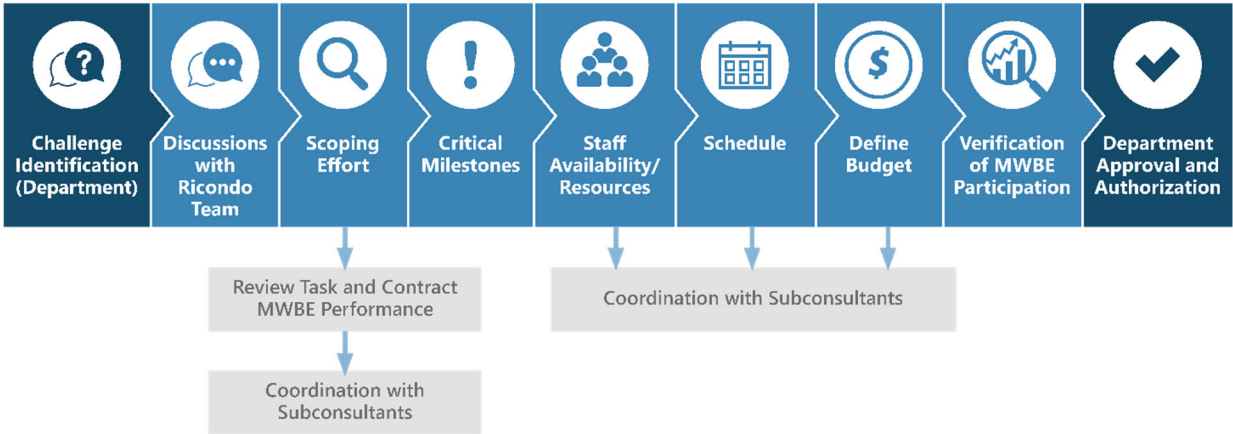 Challenge
Identification
(Department)
Discussions
with
Ricondo
Team
Scoping
Effort
Critical
Milestones
Staff
Availability/
Resources
Schedule
Define
Budget
Verification
of MWBE
Participation
Department
Approval and
Authorization
Review Task and Contract
MWBE Performance
Coordination with
Subconsultants
Coordination with Subconsultants